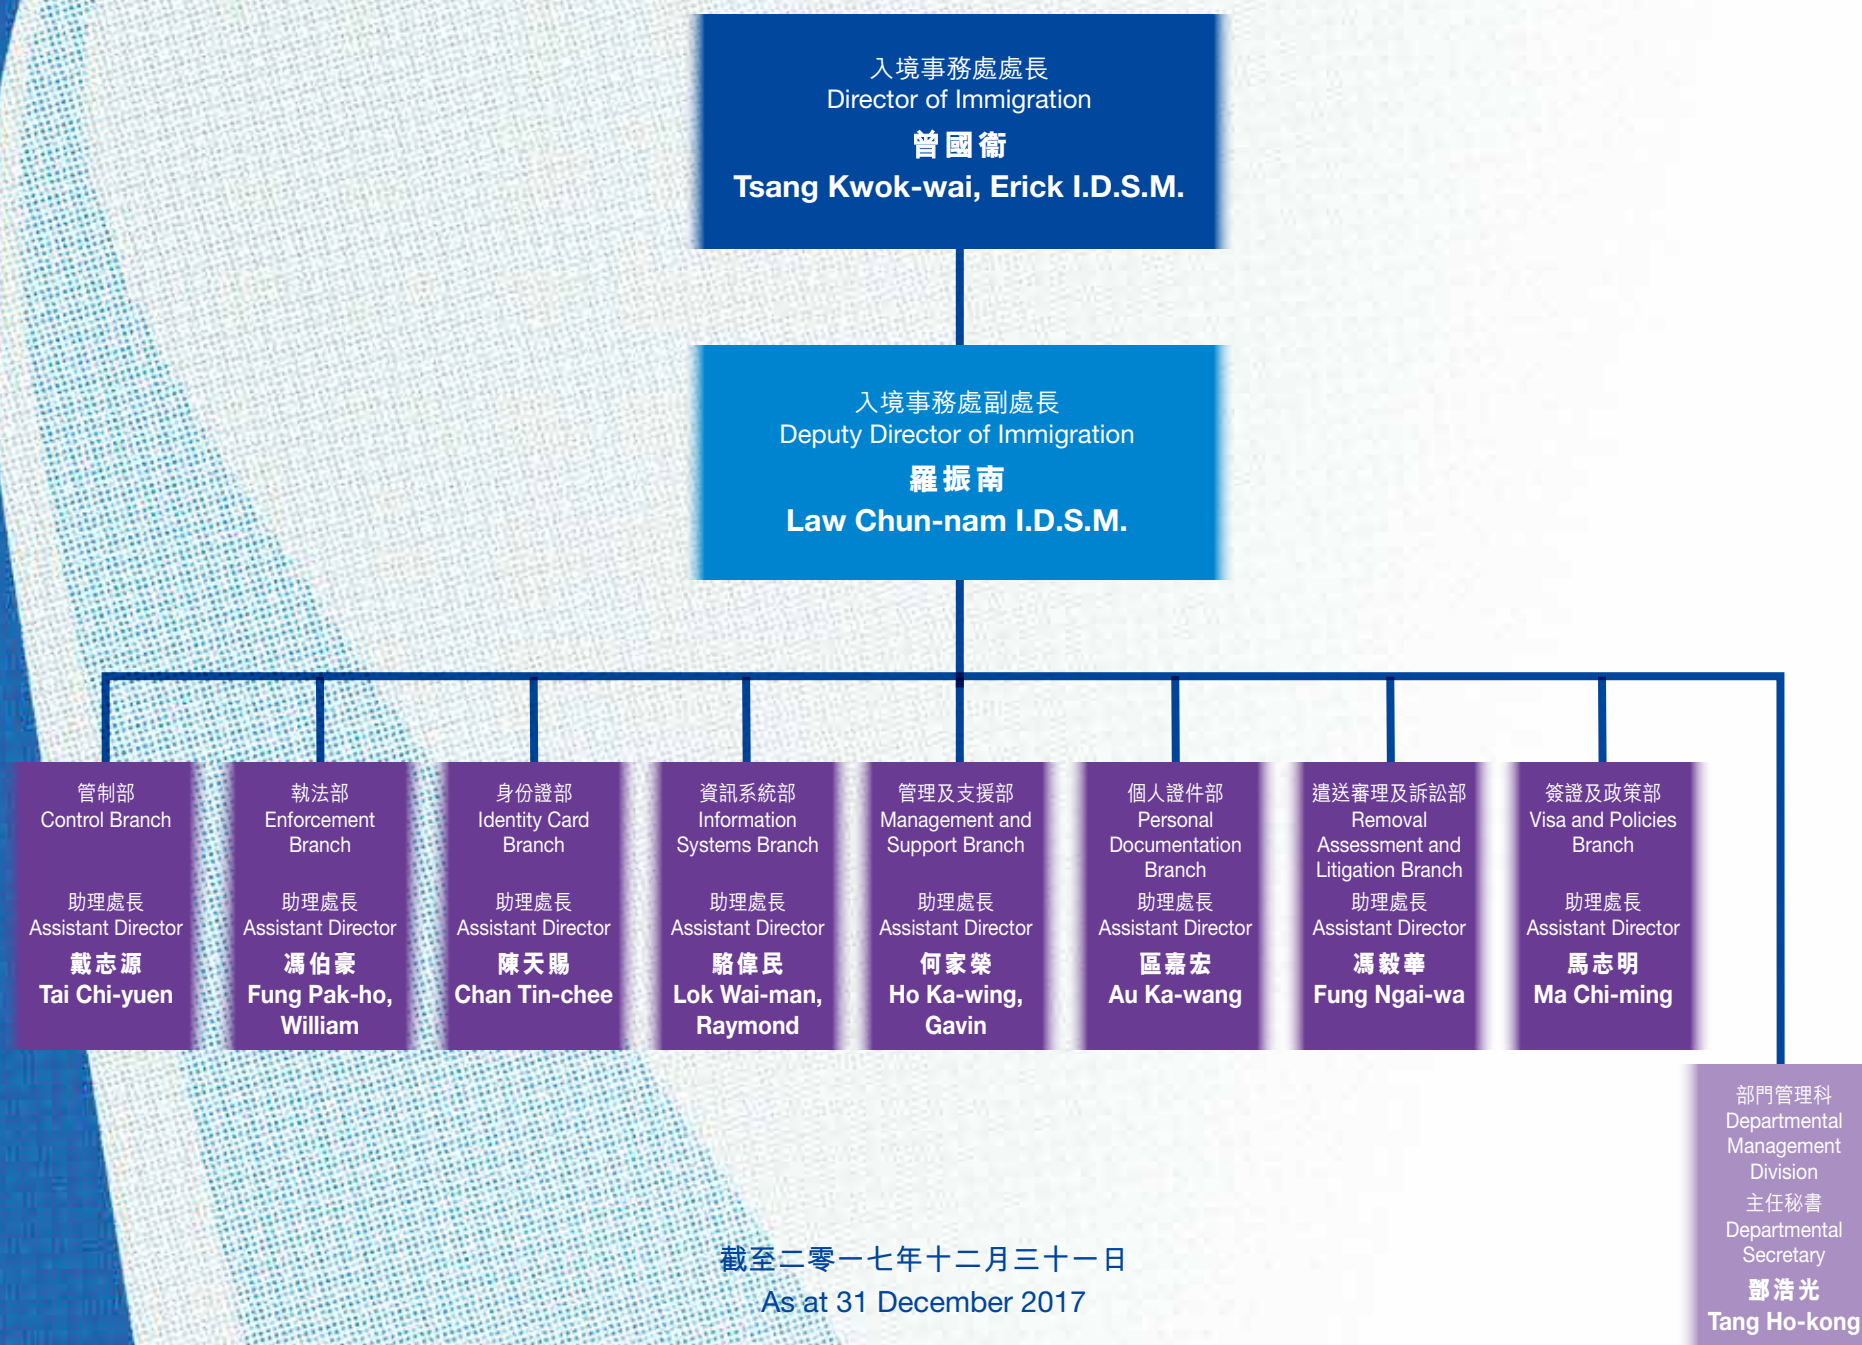 入境事務處處長
Director of Immigration
曾國衞
Tsang Kwok-wai, Erick I.D.S.M.
入境事務處副處長
Deputy Director of Immigration
羅振南
Law Chun-nam I.D.S.M.
管制部
Control Branch
助理處長
Assistant Director
戴志源
Tai Chi-yuen
執法部
Enforcement
Branch
助理處長
Assistant Director
馮伯豪
Fung Pak-ho,
William
身份證部
Identity Card
Branch
助理處長
Assistant Director
陳天賜
Chan Tin-chee
資訊系統部
Information
Systems Branch
助理處長
Assistant Director
駱偉民
Lok Wai-man,
Raymond
管理及支援部
Management and
Support Branch
助理處長
Assistant Director
何家榮
Ho Ka-wing,
Gavin
個人證件部
Personal
Documentation
Branch
助理處長
Assistant Director
區嘉宏
Au Ka-wang
遣送審理及訴訟部
Removal
Assessment and
Litigation Branch
助理處長
Assistant Director
馮毅華
Fung Ngai-wa
簽證及政策部
Visa and Policies
Branch
助理處長
Assistant Director
馬志明
Ma Chi-ming
部門管理科
Departmental
Management
Division
主任秘書
Departmental
Secretary
鄧浩光
Tang Ho-kong
截至二零一七年十二月三十一日
As at 31 December 2017